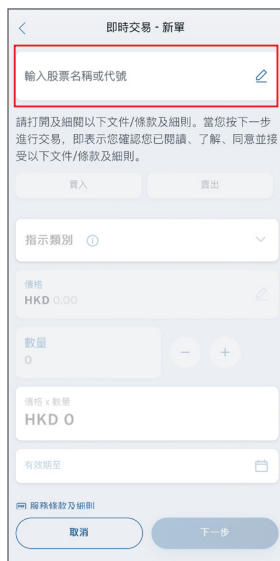 即時交易 - 新單
輸入股票名稱或代號
請打開及細閱以下文件/條款及細則。當您按下一步
進行交易，即表示您確認您已閱讀、了解、同意並接
受以下文件/條款及細則。
買入 賣出
指示類別
價格
HKD 0.00
數量
0
價格 x 數量
HKD 0
有效期至
服務條款及細則
取消 下一步